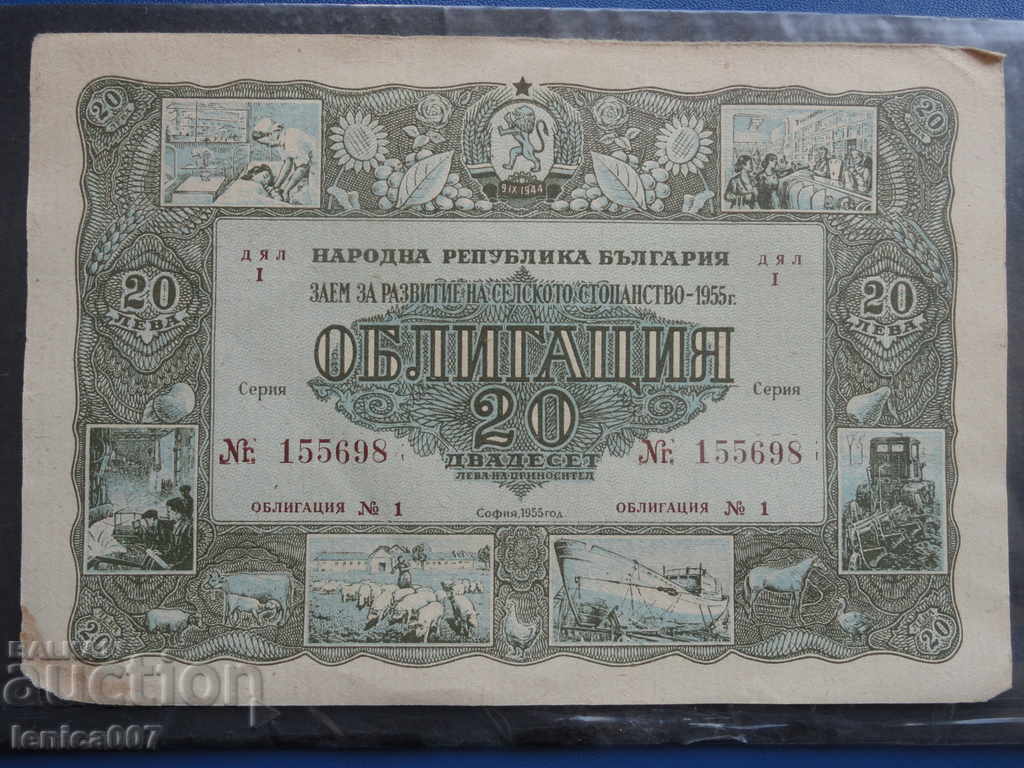 20
20
9 IX 1944
ДЯЛ
I
НАРОДНА РЕПУБЛИКА БЪЛГАРИЯ
ДЯЛ
I
ЗАЕМ ЗА РАЗВИТИЕ НА СЕЛСКОТО СТОПАНСТВО-1955г.
20
ЛЕВА
20
ЛЕВА
ОБЛИГАЦИЯ
Серия
Серия
20
№. 155698
№. 155698
ДВАДЕСЕТ
ЛЕВА-НА-ПРИНОСИТЕЛ
ОБЛИГАЦИЯ № 1
София, 1955 год.
ОБЛИГАЦИЯ № 1
20
20
auction
lenica007